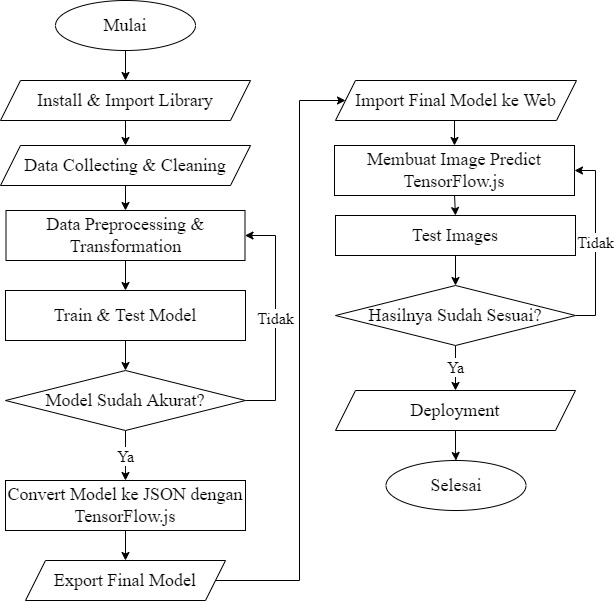 Mulai
Install & Import Library
Data Collecting & Cleaning
Data Preprocessing &
Transformation
Train & Test Model
Tidak
Model Sudah Akurat?
Ya
Convert Model ke JSON dengan
TensorFlow.js
Export Final Model
Import Final Model ke Web
Membuat Image Predict
TensorFlow.js
Test Images
Tidak
Hasilnya Sudah Sesuai?
Ya
Deployment
Selesai